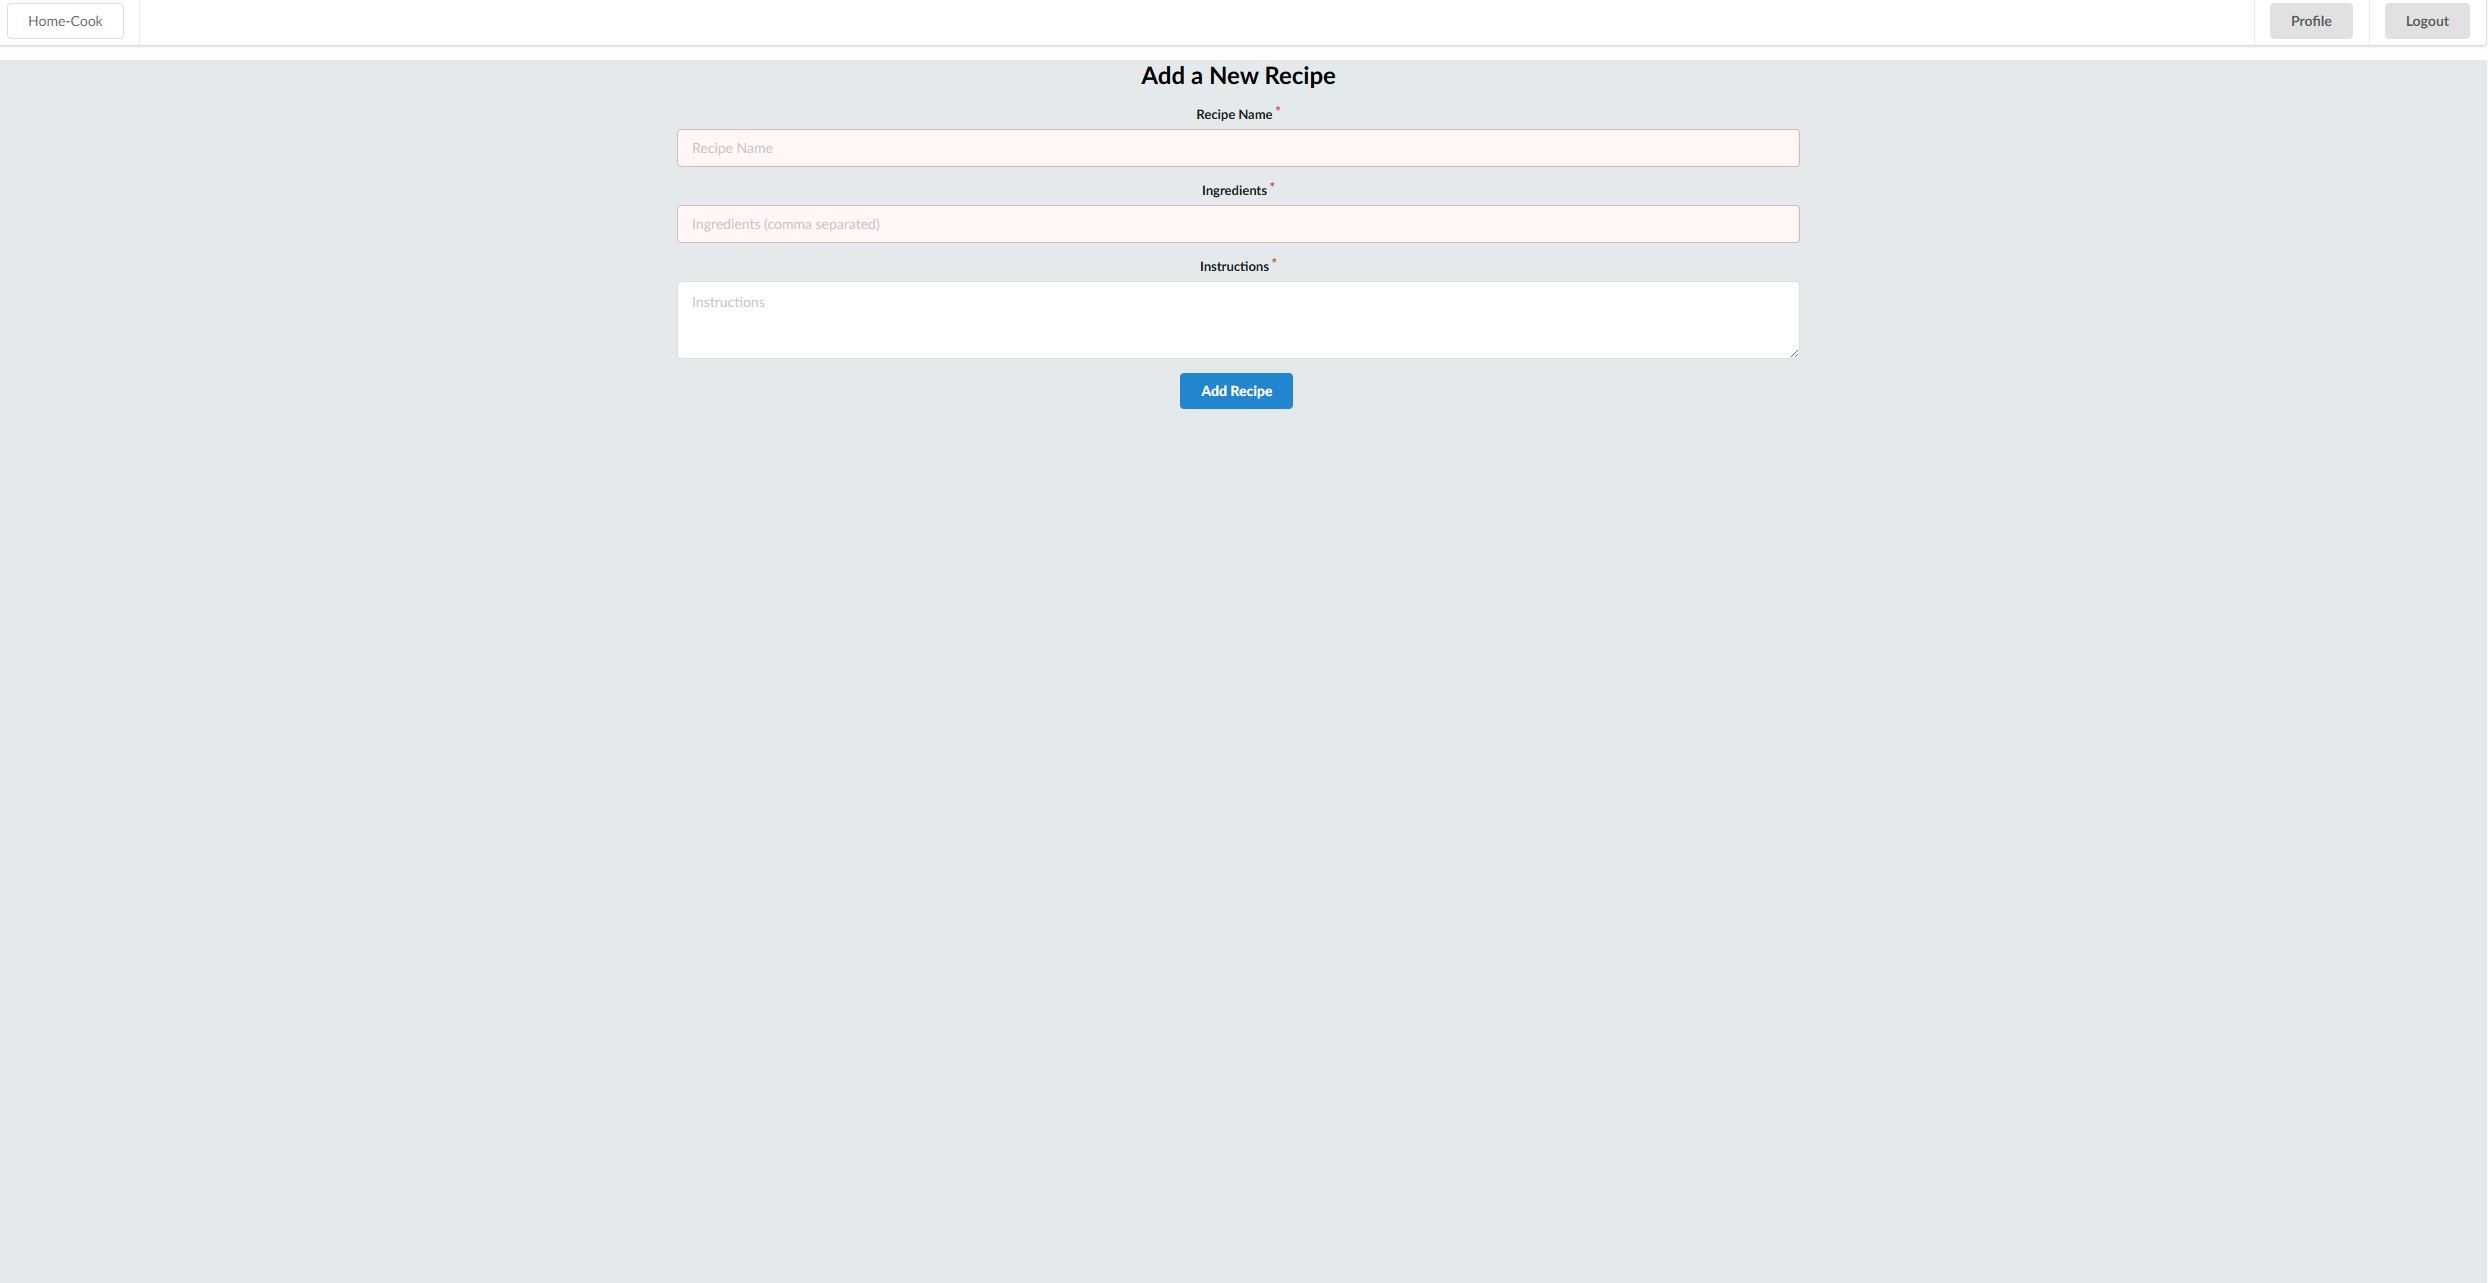 Home-Cook
Profile
Logout
Add a New Recipe
Recipe Name *
Recipe Name
Ingredients *
Ingredients (comma separated)
Instructions *
Instructions
Add Recipe